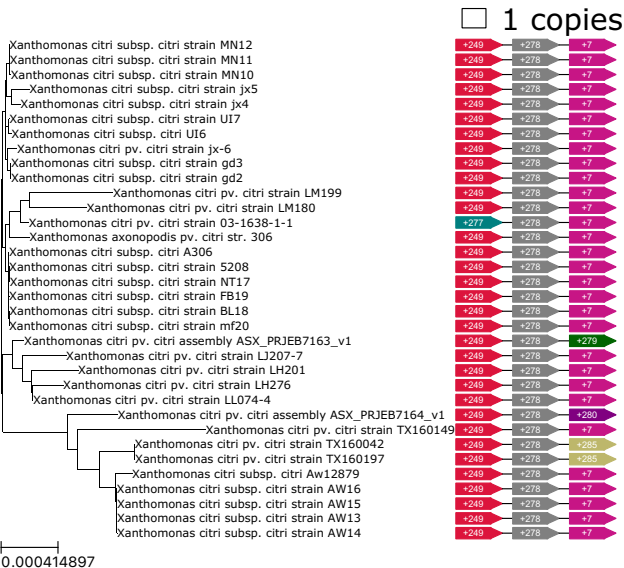 1 copies
Xanthomonas citri subsp. citri strain MN12 +249 +278 +7
Xanthomonas citri subsp. citri strain MN11 +249 +278 +7
Xanthomonas citri subsp. citri strain MN10 +249 +278 +7
Xanthomonas citri subsp. citri strain jx5 +249 +278 +7
Xanthomonas citri subsp. citri strain jx4 +249 +278 +7
Xanthomonas citri subsp. citri strain UI7 +249 +278 +7
Xanthomonas citri subsp. citri UI6 +249 +278 +7
Xanthomonas citri pv. citri strain jx-6 +249 +278 +7
Xanthomonas citri subsp. citri strain gd3 +249 +278 +7
Xanthomonas citri subsp. citri strain gd2 +249 +278 +7
Xanthomonas citri pv. citri strain LM199 +249 +278 +7
Xanthomonas citri pv. citri strain LM180 +249 +278 +7
Xanthomonas citri pv. citri strain 03-1638-1-1 +277 +278 +7
Xanthomonas axonopodis pv. citri str. 306 +249 +278 +7
Xanthomonas citri subsp. citri A306 +249 +278 +7
Xanthomonas citri subsp. citri strain 5208 +249 +278 +7
Xanthomonas citri subsp. citri strain NT17 +249 +278 +7
Xanthomonas citri subsp. citri strain FB19 +249 +278 +7
Xanthomonas citri subsp. citri strain BL18 +249 +278 +7
Xanthomonas citri subsp. citri strain mf20 +249 +278 +7
Xanthomonas citri pv. citri assembly ASX_PRJEB7163_v1 +249 +278 +279
Xanthomonas citri pv. citri strain LJ207-7 +249 +278 +7
Xanthomonas citri pv. citri strain LH201 +249 +278 +7
Xanthomonas citri pv. citri strain LH276 +249 +278 +7
Xanthomonas citri pv. citri strain LL074-4 +249 +278 +7
Xanthomonas citri pv. citri assembly ASX_PRJEB7164_v1 +249 +278 +280
Xanthomonas citri pv. citri strain TX160149 +249 +278 +7
Xanthomonas citri pv. citri strain TX160042 +249 +278 +285
Xanthomonas citri pv. citri strain TX160197 +249 +278 +285
Xanthomonas citri subsp. citri Aw12879 +249 +278 +7
Xanthomonas citri subsp. citri strain AW16 +249 +278 +7
Xanthomonas citri subsp. citri strain AW15 +249 +278 +7
Xanthomonas citri subsp. citri strain AW13 +249 +278 +7
Xanthomonas citri subsp. citri strain AW14 +249 +278 +7
0.000414897